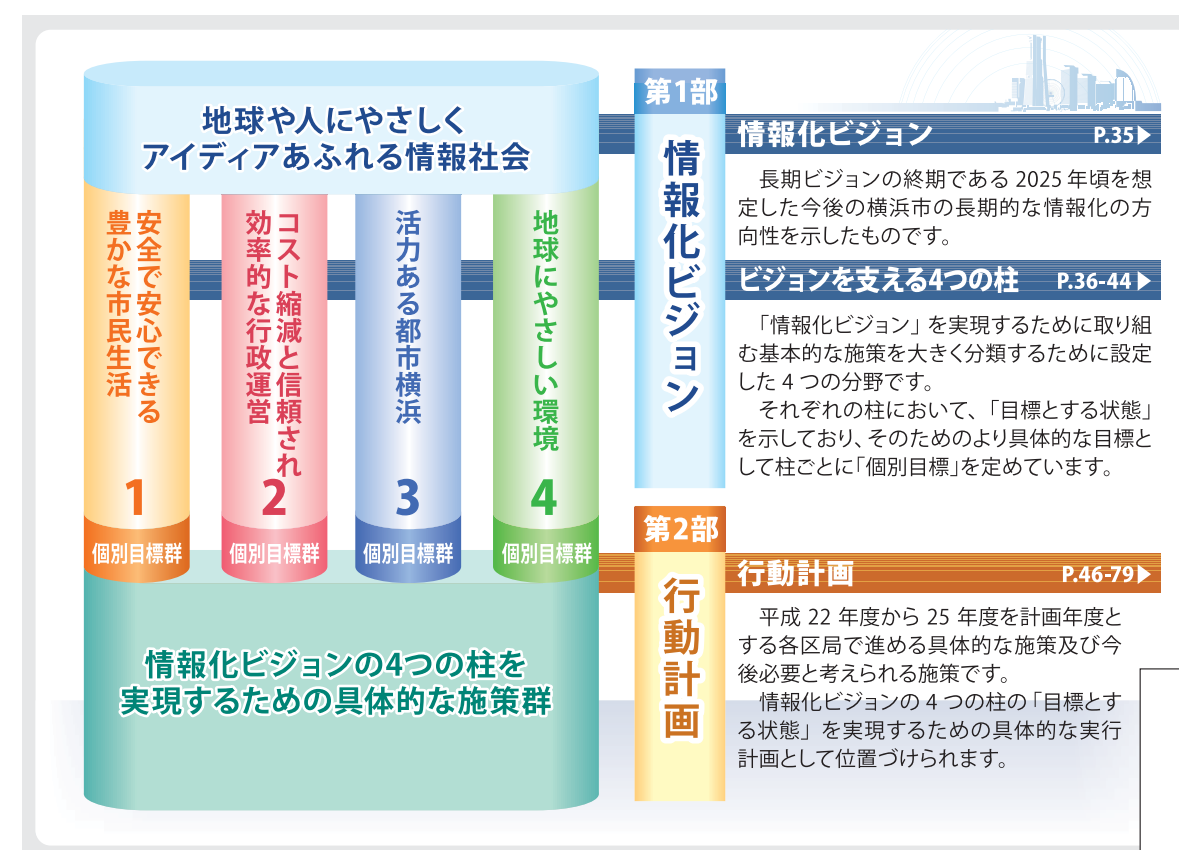 地球や人にやさしく
アイディアあふれる情報社会
安全で安心できる
豊かな市民生活
1
個別目標群
コスト縮減と信頼され
効率的な行政運営
2
個別目標群
活力ある都市横浜
3
個別目標群
地球にやさしい環境
4
個別目標群
情報化ビジョンの4つの柱を
実現するための具体的な施策群
第1部
情報化ビジョン
情報化ビジョン P.35▶
長期ビジョンの終期である 2025 年頃を想
定した今後の横浜市の長期的な情報化の方
向性を示したものです。
ビジョンを支える4つの柱 P.36-44▶
「情報化ビジョン」を実現するために取り組
む基本的な施策を大きく分類するために設定
した 4 つの分野です。
それぞれの柱において、「目標とする状態」
を示しており、そのためのより具体的な目標と
して柱ごとに「個別目標」を定めています。
第2部
行動計画
行動計画 P.46-79▶
平成 22 年度から 25 年度を計画年度と
する各区局で進める具体的な施策及び今
後必要と考えられる施策です。
情報化ビジョンの 4 つの柱の「目標とす
る状態」を実現するための具体的な実行
計画として位置づけられます。